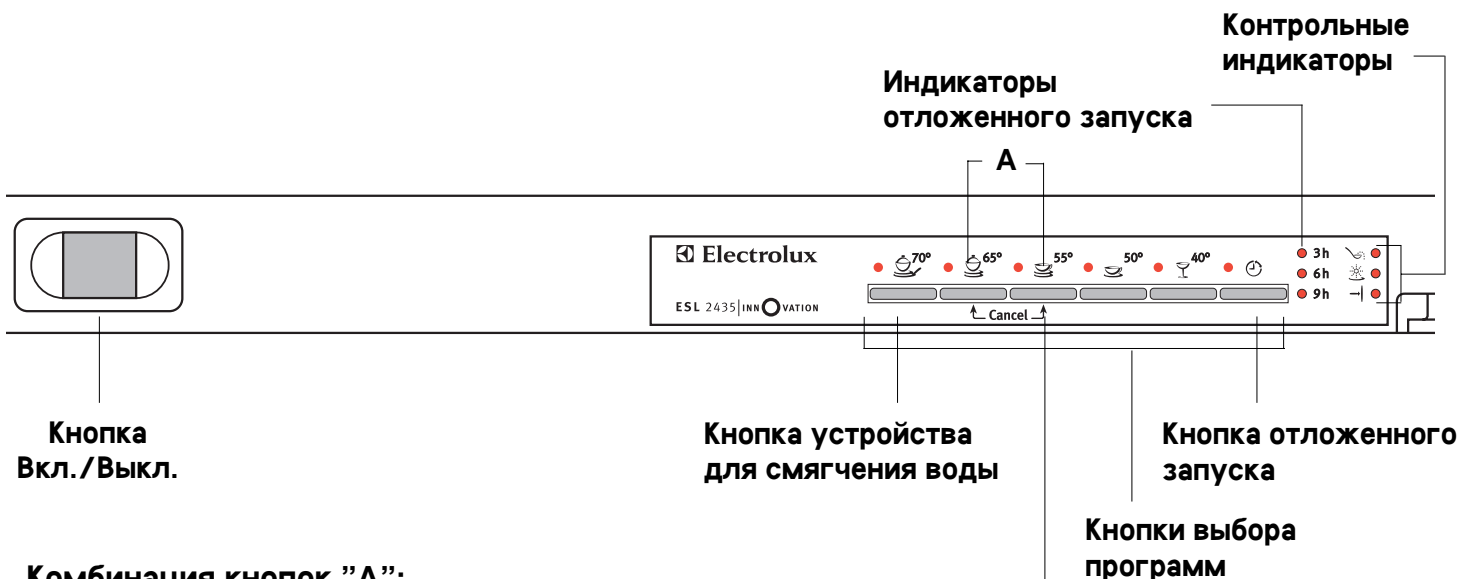 Контрольные
индикаторы
Индикаторы
отложенного запуска
A
Electrolux
70° 65° 55° 50° 40° 3h
6h
ESL 2435 INNOVATION
Cancel
9h
Кнопка
Вкл./Выкл.
Кнопка устройства
для смягчения воды
Кнопка отложенного
запуска
Кнопки выбора
программ
Комбинация кнопок ”A”: